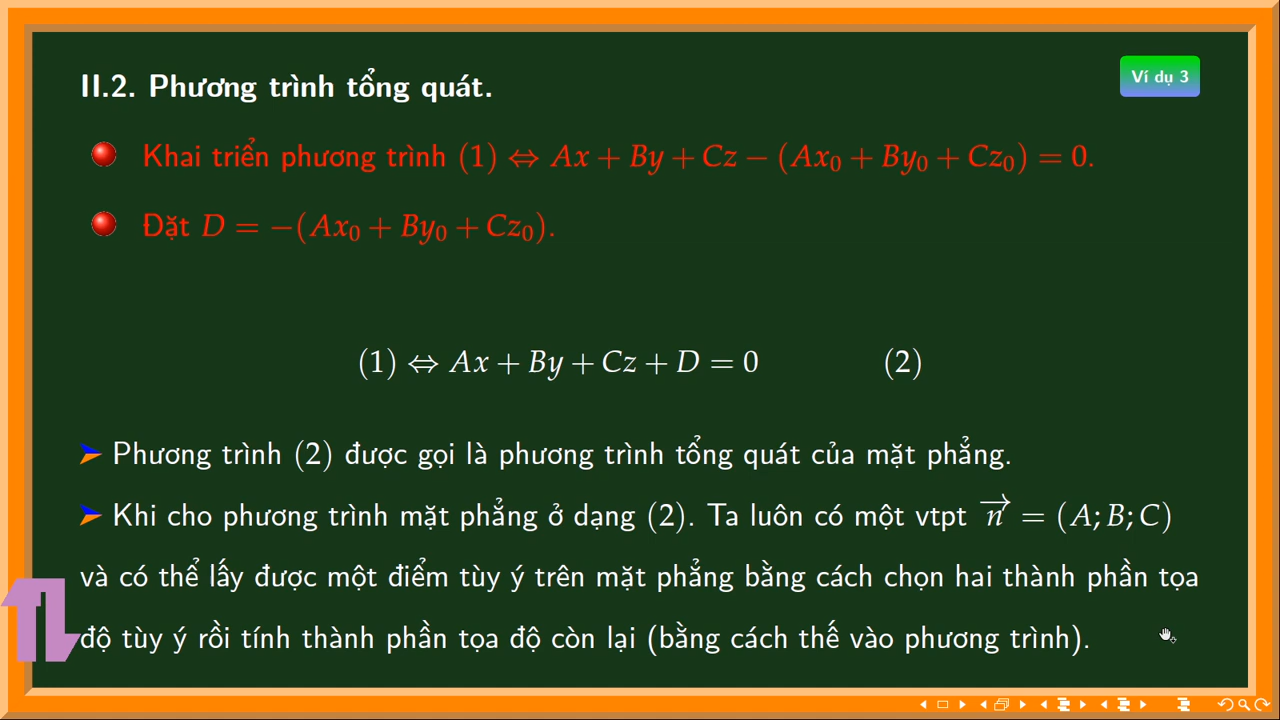 II.2. Phương trình tổng quát.
Ví dụ 3
Khai triển phương trình (1) ⇔ Ax + By + Cz − (Ax₀ + By₀ + Cz₀) = 0.
Đặt D = −(Ax₀ + By₀ + Cz₀).
(1) ⇔ Ax + By + Cz + D = 0 (2)
Phương trình (2) được gọi là phương trình tổng quát của mặt phẳng.
Khi cho phương trình mặt phẳng ở dạng (2). Ta luôn có một vtpt n⃗ = (A; B; C)
và có thể lấy được một điểm tùy ý trên mặt phẳng bằng cách chọn hai thành phần tọa
độ tùy ý rồi tính thành phần tọa độ còn lại (bằng cách thế vào phương trình).